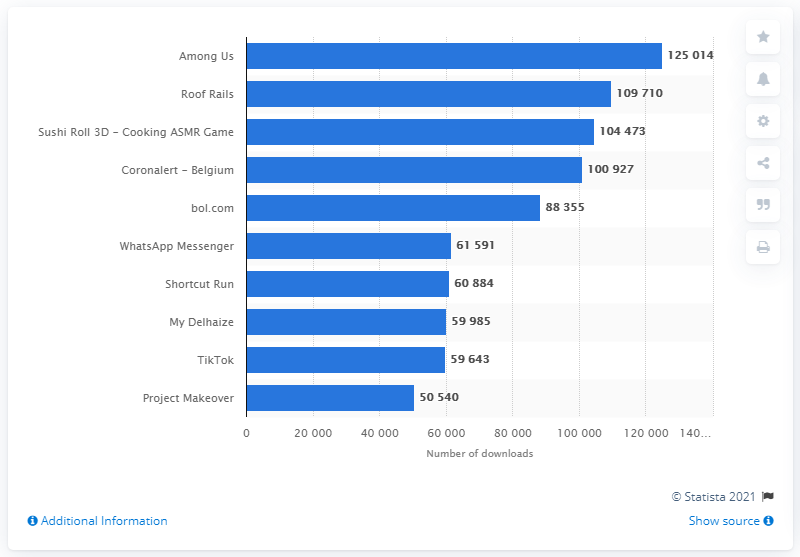 Among Us 125 014
Roof Rails 109 710
Sushi Roll 3D - Cooking ASMR Game 104 473
Coronalert - Belgium 100 927
bol.com 88 355
WhatsApp Messenger 61 591
Shortcut Run 60 884
My Delhaize 59 985
TikTok 59 643
Project Makeover 50 540
0 20 000 40 000 60 000 80 000 100 000 120 000 140...
Number of downloads
© Statista 2021
Additional Information Show source